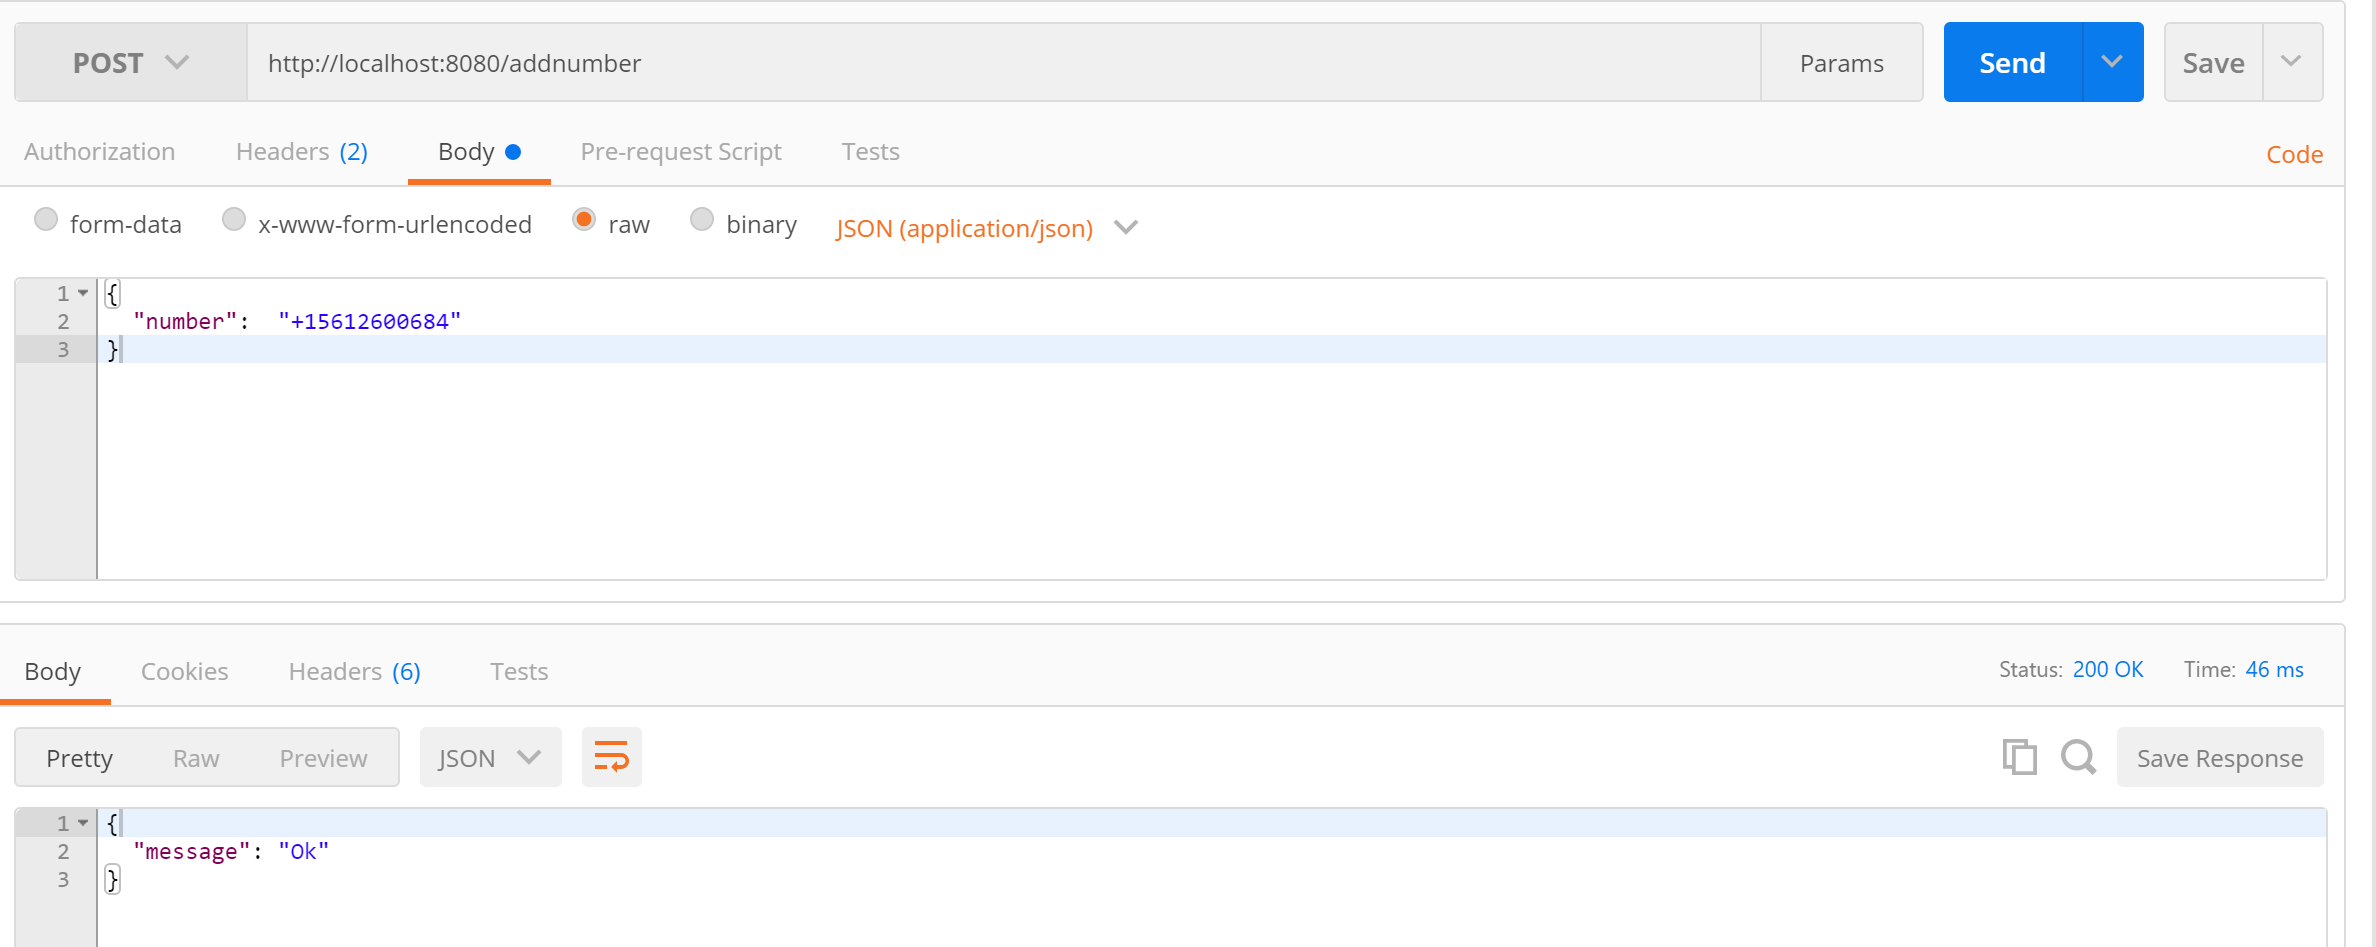 POST http://localhost:8080/addnumber Params Send Save
Authorization Headers (2) Body Pre-request Script Tests Code
form-data x-www-form-urlencoded raw binary JSON (application/json)
1 {
2 "number": "+15612600684"
3 }
Body Cookies Headers (6) Tests Status: 200 OK Time: 46 ms
Pretty Raw Preview JSON Save Response
1 {
2 "message": "Ok"
3 }